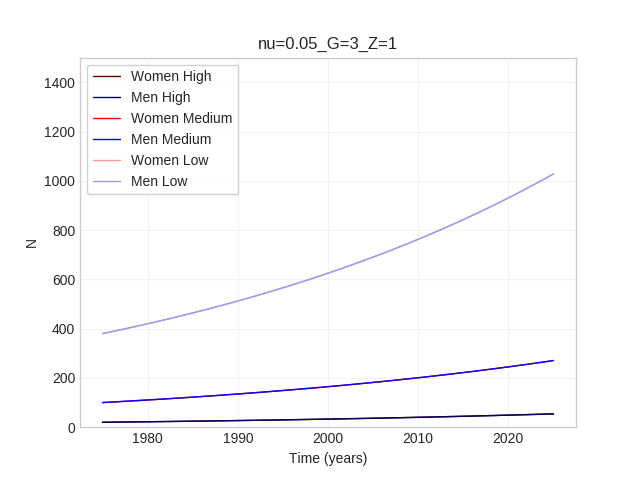 nu=0.05_G=3_Z=1
Women High
Men High
Women Medium
Men Medium
Women Low
Men Low
1400
1200
1000
800
600
400
200
0
N
1980
1990
2000
2010
2020
Time (years)